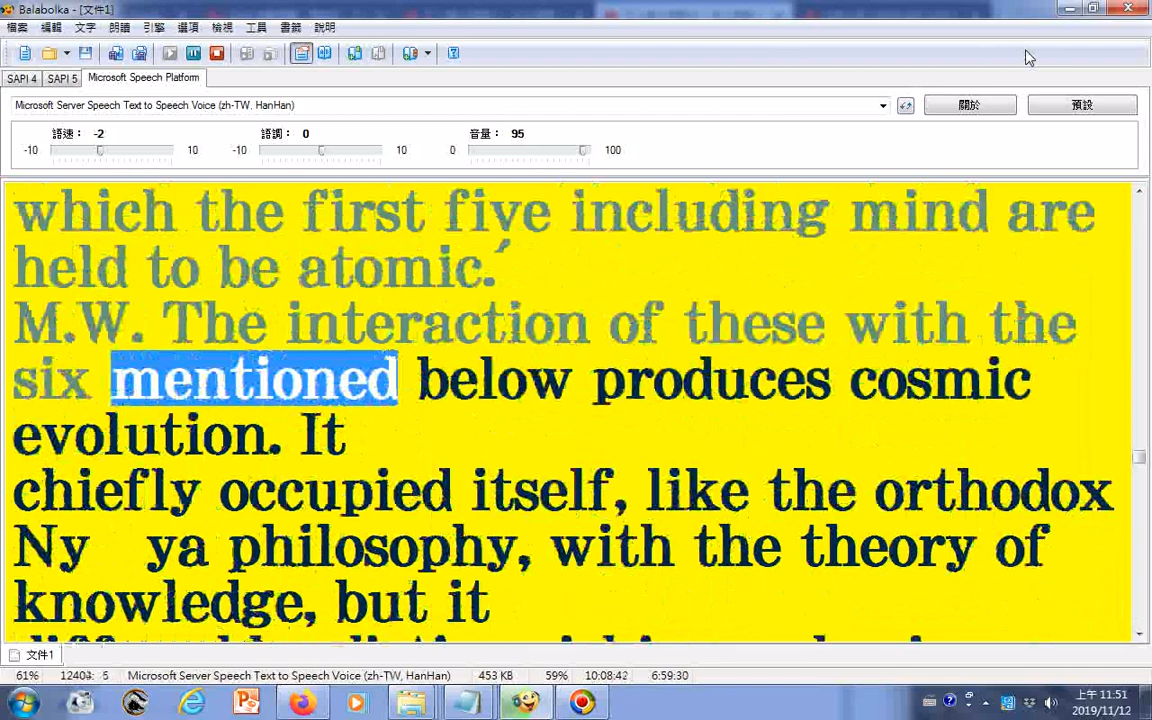 Balabolka - [文件1]
檔案 編輯 文字 朗讀 引擎 選項 檢視 工具 書籤 說明
SAPI 4 SAPI 5 Microsoft Speech Platform
Microsoft Server Speech Text to Speech Voice (zh-TW, HanHan) 關於 預設
語速： -2 語調： 0 音量： 95
-10 10 -10 10 0 100
which the first five including mind are
held to be atomic.´
M.W. The interaction of these with the
six mentioned below produces cosmic
evolution. It
chiefly occupied itself, like the orthodox
Ny ya philosophy, with the theory of
knowledge, but it
文件1
61% 12404: 5 Microsoft Server Speech Text to Speech Voice (zh-TW, HanHan) 453 KB 59% 10:08:42 6:59:30
上午 11:51
2019/11/12